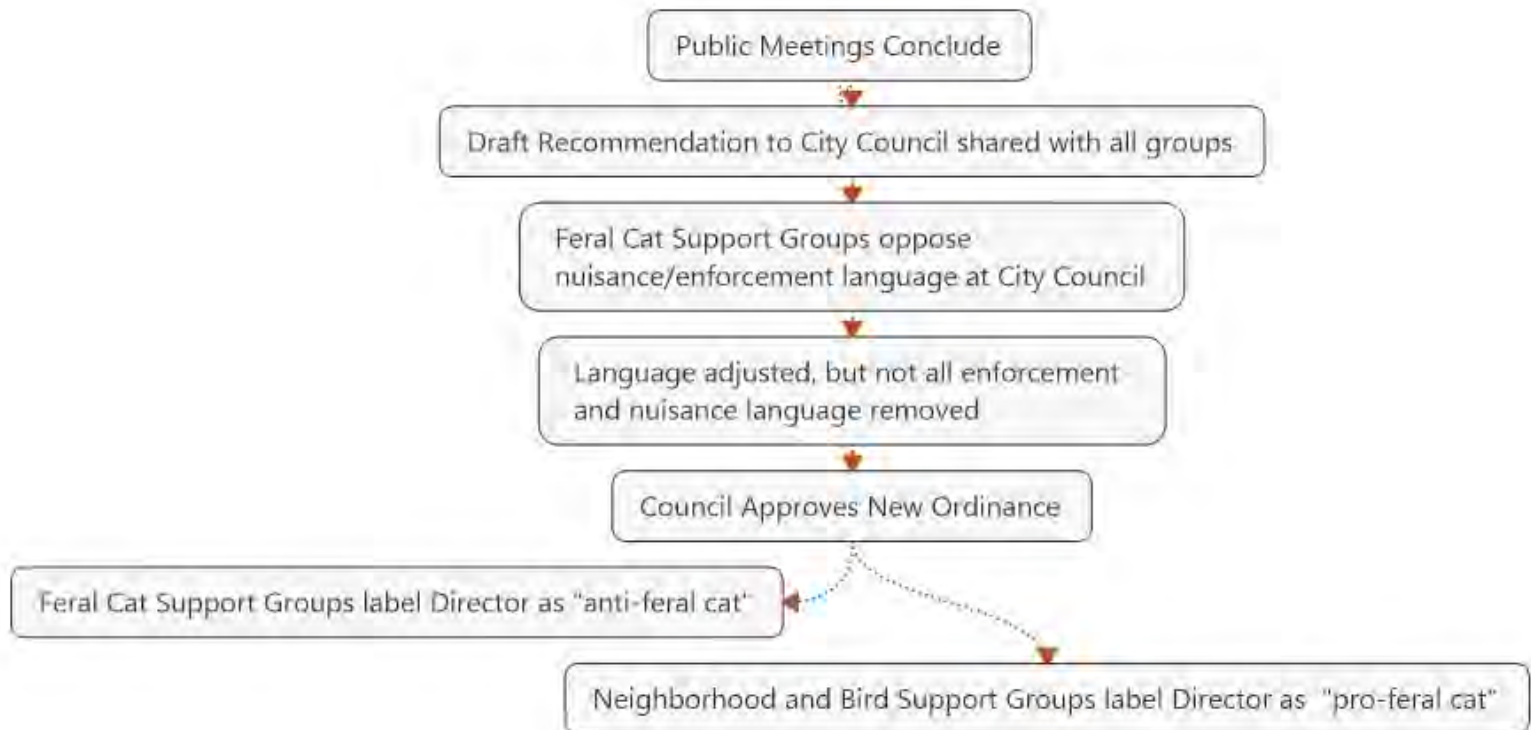 Public Meetings Conclude
Draft Recommendation to City Council shared with all groups
Feral Cat Support Groups oppose
nuisance/enforcement language at City Council
Language adjusted, but not all enforcement
and nuisance language removed
Council Approves New Ordinance
Feral Cat Support Groups label Director as "anti-feral cat"
Neighborhood and Bird Support Groups label Director as "pro-feral cat"